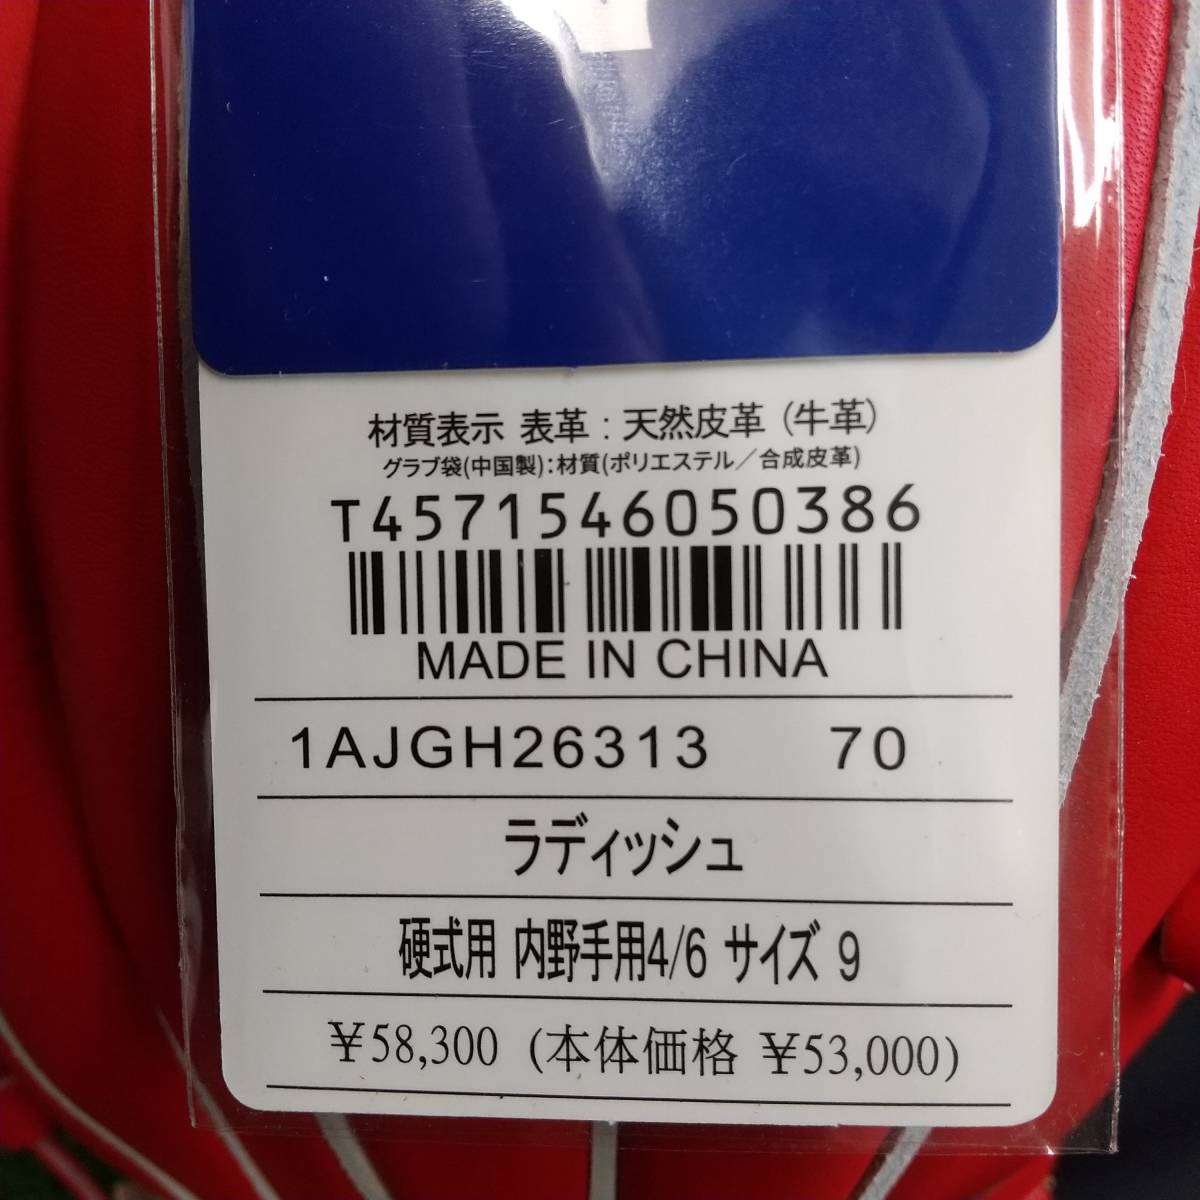 材質表示 表革：天然皮革（牛革）
グラブ袋(中国製):材質(ポリエステル／合成皮革)
T4571546050386
MADE IN CHINA
1AJGH26313 70
ラディッシュ
硬式用 内野手用4/6 サイズ 9
￥58,300 (本体価格 ￥53,000)